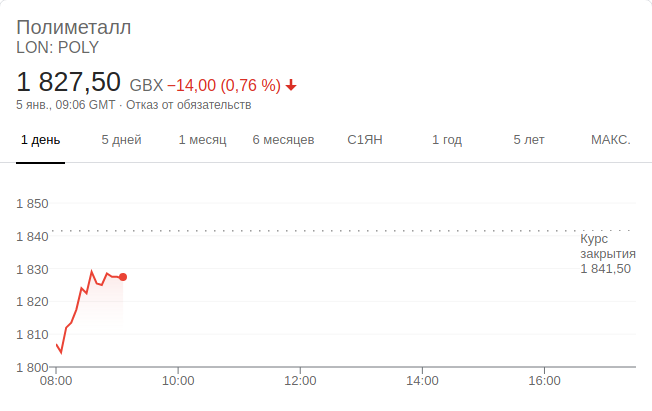 Полиметалл
LON: POLY
1 827,50 GBX −14,00 (0,76 %)
5 янв., 09:06 GMT · Отказ от обязательств
1 день 5 дней 1 месяц 6 месяцев С1ЯН 1 год 5 лет МАКС.
1 850
1 840
Курс
закрытия
1 841,50
1 830
1 820
1 810
1 800
08:00 10:00 12:00 14:00 16:00